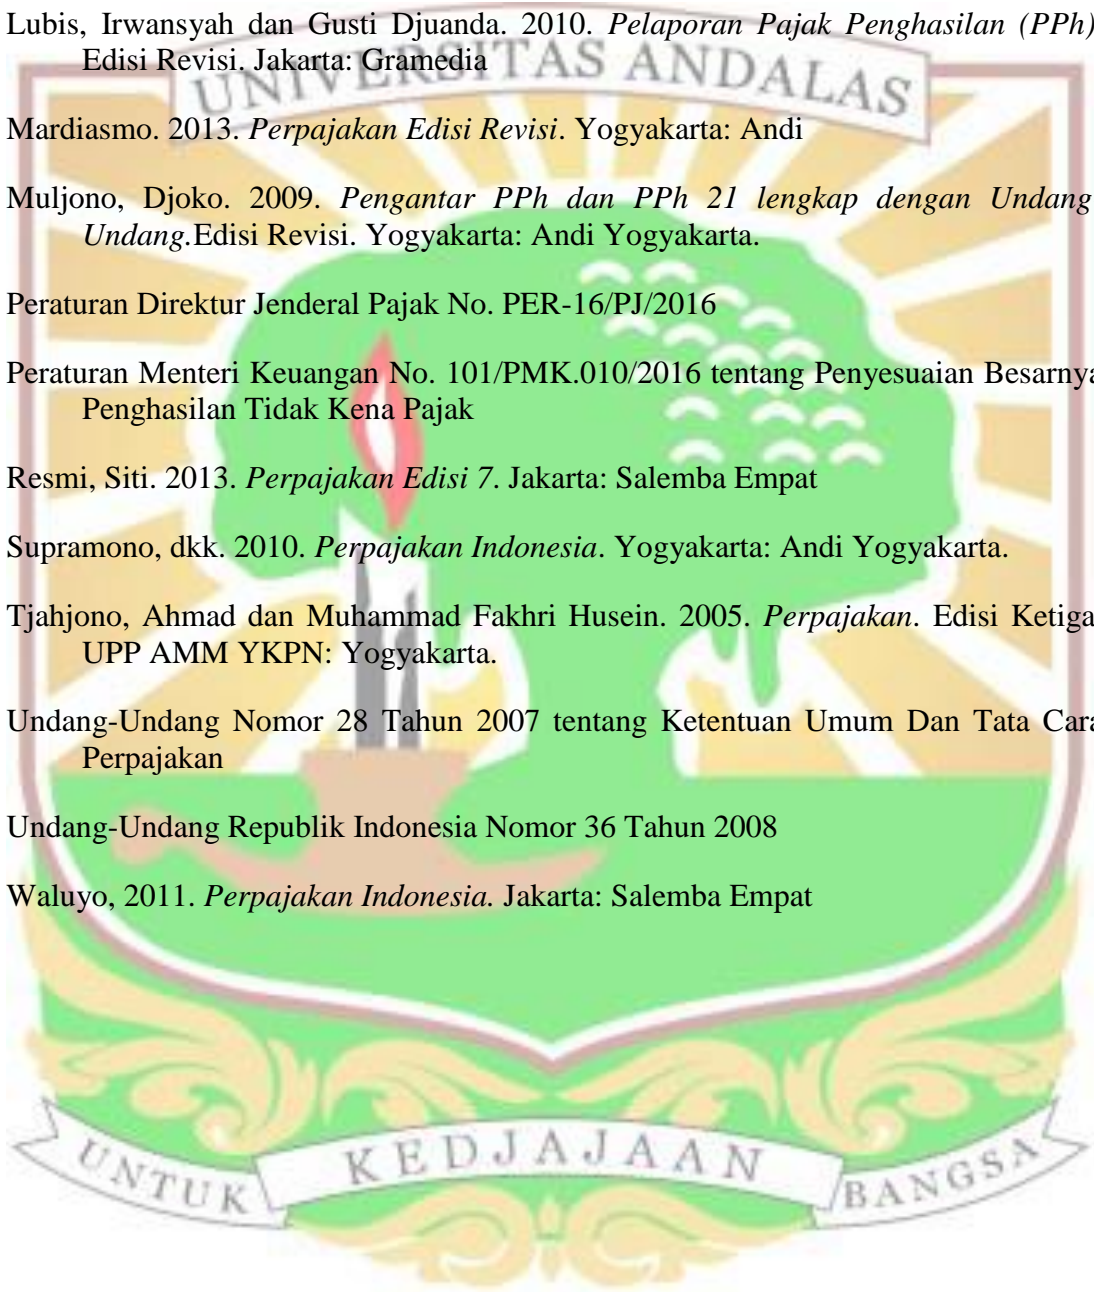 Lubis, Irwansyah dan Gusti Djuanda. 2010. Pelaporan Pajak Penghasilan (PPh)
Edisi Revisi. Jakarta: Gramedia
UNIVERSITAS ANDALAS
Mardiasmo. 2013. Perpajakan Edisi Revisi. Yogyakarta: Andi
Muljono, Djoko. 2009. Pengantar PPh dan PPh 21 lengkap dengan Undang
Undang.Edisi Revisi. Yogyakarta: Andi Yogyakarta.
Peraturan Direktur Jenderal Pajak No. PER-16/PJ/2016
Peraturan Menteri Keuangan No. 101/PMK.010/2016 tentang Penyesuaian Besarnya
Penghasilan Tidak Kena Pajak
Resmi, Siti. 2013. Perpajakan Edisi 7. Jakarta: Salemba Empat
Supramono, dkk. 2010. Perpajakan Indonesia. Yogyakarta: Andi Yogyakarta.
Tjahjono, Ahmad dan Muhammad Fakhri Husein. 2005. Perpajakan. Edisi Ketiga
UPP AMM YKPN: Yogyakarta.
Undang-Undang Nomor 28 Tahun 2007 tentang Ketentuan Umum Dan Tata Cara
Perpajakan
Undang-Undang Republik Indonesia Nomor 36 Tahun 2008
Waluyo, 2011. Perpajakan Indonesia. Jakarta: Salemba Empat
UNTUK KEDJAJAAN BANGSA